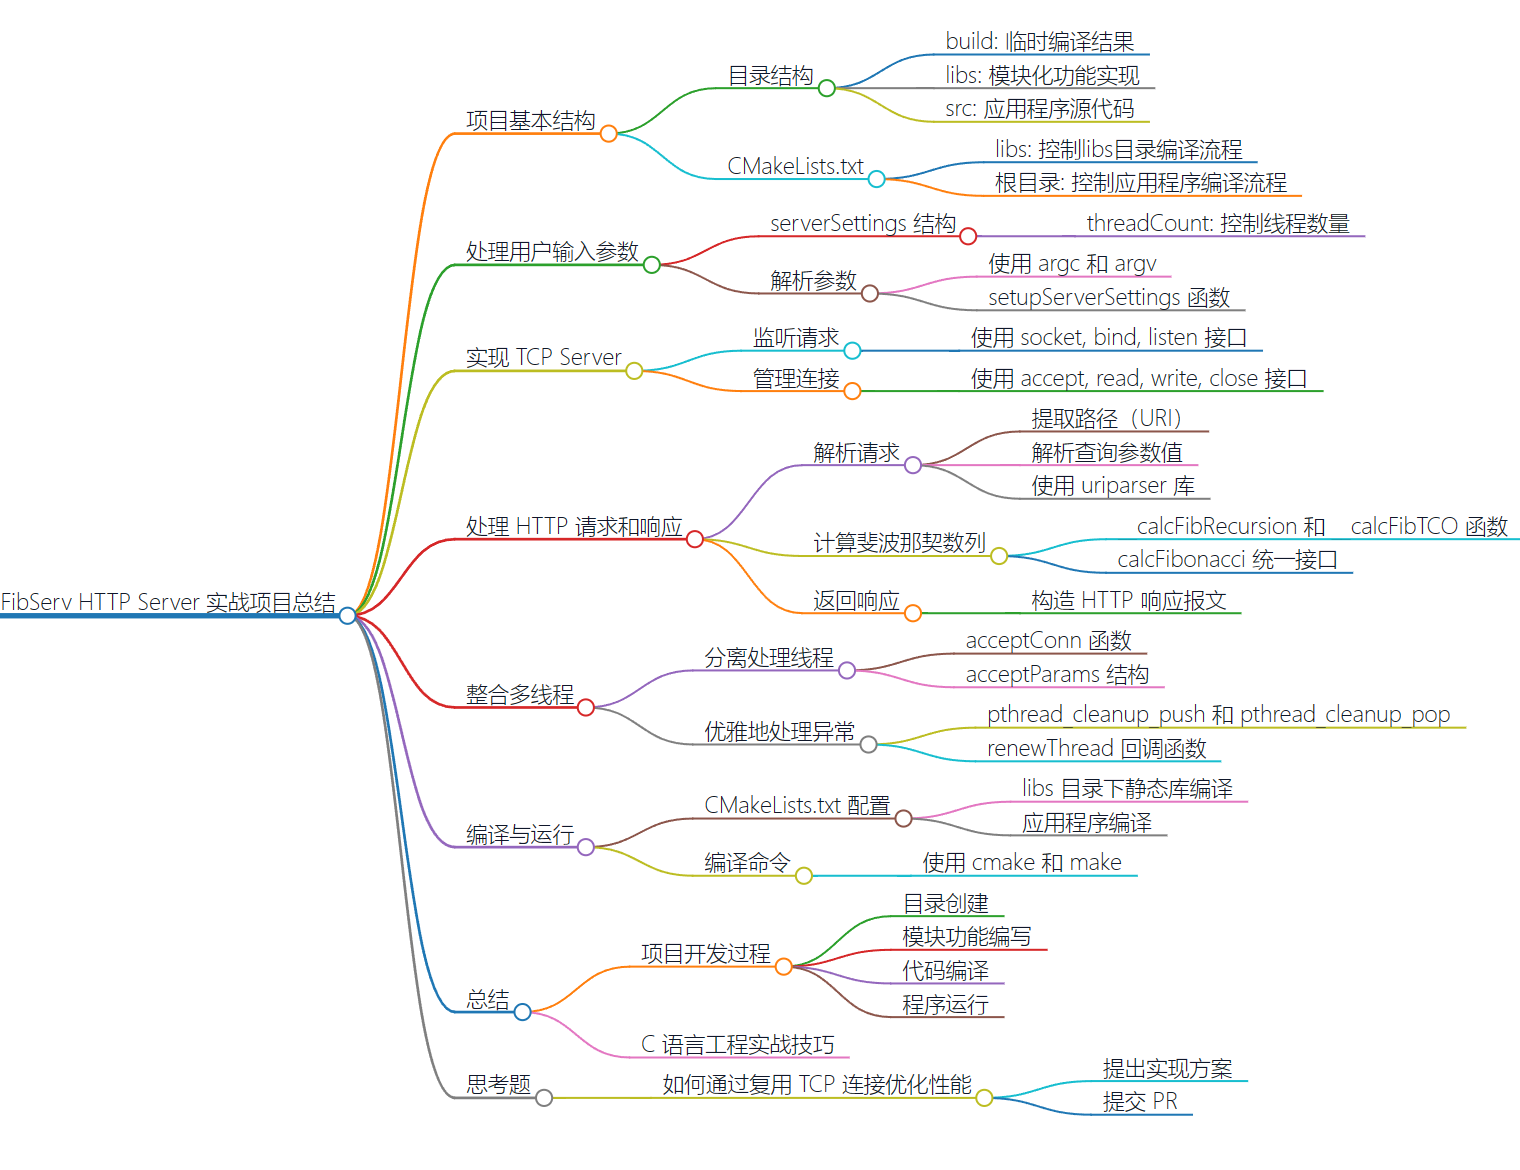 FibServ HTTP Server 实战项目总结
项目基本结构
目录结构
build: 临时编译结果
libs: 模块化功能实现
src: 应用程序源代码
CMakeLists.txt
libs: 控制libs目录编译流程
根目录: 控制应用程序编译流程
处理用户输入参数
serverSettings 结构
threadCount: 控制线程数量
解析参数
使用 argc 和 argv
setupServerSettings 函数
实现 TCP Server
监听请求
使用 socket, bind, listen 接口
管理连接
使用 accept, read, write, close 接口
处理 HTTP 请求和响应
解析请求
提取路径（URI）
解析查询参数值
使用 uriparser 库
计算斐波那契数列
calcFibRecursion 和 calcFibTCO 函数
calcFibonacci 统一接口
返回响应
构造 HTTP 响应报文
整合多线程
分离处理线程
acceptConn 函数
acceptParams 结构
优雅地处理异常
pthread_cleanup_push 和 pthread_cleanup_pop
renewThread 回调函数
编译与运行
CMakeLists.txt 配置
libs 目录下静态库编译
应用程序编译
编译命令
使用 cmake 和 make
总结
项目开发过程
目录创建
模块功能编写
代码编译
程序运行
C 语言工程实战技巧
思考题
如何通过复用 TCP 连接优化性能
提出实现方案
提交 PR